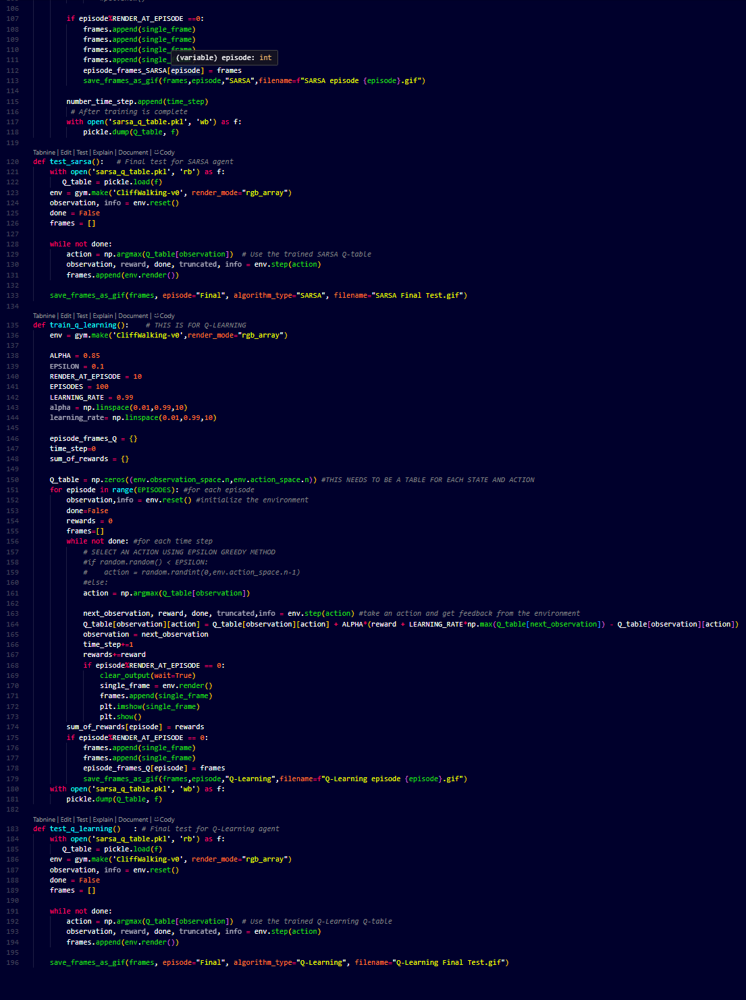 106
107 if episode%RENDER_AT_EPISODE ==0:
108 frames.append(single_frame)
109 frames.append(single_frame)
110 frames.append(single_frame)
111 frames.append(single_
(variable) episode: int
112 episode_frames_SARSA[episode] = frames
113 save_frames_as_gif(frames,episode,"SARSA",filename=f"SARSA episode {episode}.gif")
114
115 number_time_step.append(time_step)
116 # After training is complete
117 with open('sarsa_q_table.pkl', 'wb') as f:
118 pickle.dump(Q_table, f)
119
Tabnine | Edit | Test | Explain | Document | Cody
120 def test_sarsa():   # Final test for SARSA agent
121 with open('sarsa_q_table.pkl', 'rb') as f:
122 Q_table = pickle.load(f)
123 env = gym.make('CliffWalking-v0', render_mode="rgb_array")
124 observation, info = env.reset()
125 done = False
126 frames = []
127
128 while not done:
129 action = np.argmax(Q_table[observation])  # Use the trained SARSA Q-table
130 observation, reward, done, truncated, info = env.step(action)
131 frames.append(env.render())
132
133 save_frames_as_gif(frames, episode="Final", algorithm_type="SARSA", filename="SARSA Final Test.gif")
134
Tabnine | Edit | Test | Explain | Document | Cody
135 def train_q_learning():    # THIS IS FOR Q-LEARNING
136 env = gym.make('CliffWalking-v0',render_mode="rgb_array")
137
138 ALPHA = 0.85
139 EPSILON = 0.1
140 RENDER_AT_EPISODE = 10
141 EPISODES = 100
142 LEARNING_RATE = 0.99
143 alpha = np.linspace(0.01,0.99,10)
144 learning_rate= np.linspace(0.01,0.99,10)
145
146 episode_frames_Q = {}
147 time_step=0
148 sum_of_rewards = {}
149
150 Q_table = np.zeros((env.observation_space.n,env.action_space.n)) #THIS NEEDS TO BE A TABLE FOR EACH STATE AND ACTION
151 for episode in range(EPISODES): #for each episode
152 observation,info = env.reset() #initialize the environment
153 done=False
154 rewards = 0
155 frames=[]
156 while not done: #for each time step
157 # SELECT AN ACTION USING EPSILON GREEDY METHOD
158 #if random.random() < EPSILON:
159 #    action = random.randint(0,env.action_space.n-1)
160 #else:
161 action = np.argmax(Q_table[observation])
162
163 next_observation, reward, done, truncated,info = env.step(action) #take an action and get feedback from the environment
164 Q_table[observation][action] = Q_table[observation][action] + ALPHA*(reward + LEARNING_RATE*np.max(Q_table[next_observation]) - Q_table[observation][action])
165 observation = next_observation
166 time_step+=1
167 rewards+=reward
168 if episode%RENDER_AT_EPISODE == 0:
169 clear_output(wait=True)
170 single_frame = env.render()
171 frames.append(single_frame)
172 plt.imshow(single_frame)
173 plt.show()
174 sum_of_rewards[episode] = rewards
175 if episode%RENDER_AT_EPISODE == 0:
176 frames.append(single_frame)
177 frames.append(single_frame)
178 episode_frames_Q[episode] = frames
179 save_frames_as_gif(frames,episode,"Q-Learning",filename=f"Q-Learning episode {episode}.gif")
180 with open('sarsa_q_table.pkl', 'wb') as f:
181 pickle.dump(Q_table, f)
182
Tabnine | Edit | Test | Explain | Document | Cody
183 def test_q_learning()   : # Final test for Q-Learning agent
184 with open('sarsa_q_table.pkl', 'rb') as f:
185 Q_table = pickle.load(f)
186 env = gym.make('CliffWalking-v0', render_mode="rgb_array")
187 observation, info = env.reset()
188 done = False
189 frames = []
190
191 while not done:
192 action = np.argmax(Q_table[observation])  # Use the trained Q-Learning Q-table
193 observation, reward, done, truncated, info = env.step(action)
194 frames.append(env.render())
195
196 save_frames_as_gif(frames, episode="Final", algorithm_type="Q-Learning", filename="Q-Learning Final Test.gif")